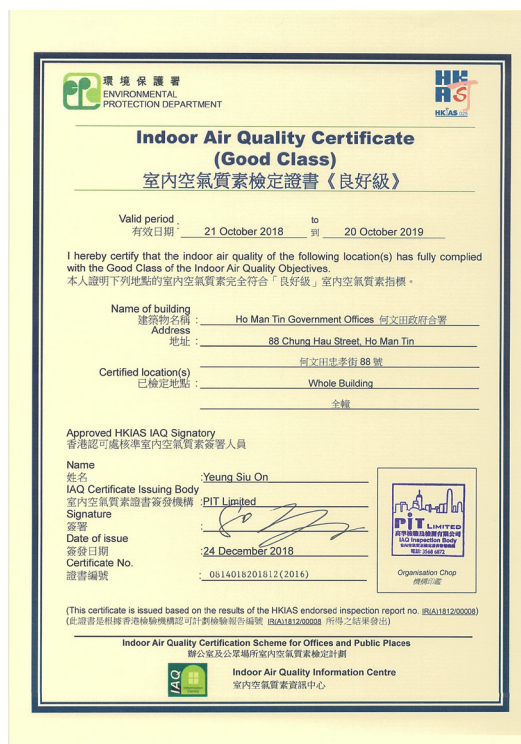 環境保護署
ENVIRONMENTAL
PROTECTION DEPARTMENT
HKIAS 026
Indoor Air Quality Certificate
(Good Class)
室內空氣質素檢定證書《良好級》
Valid period to
有效日期: 21 October 2018 到 20 October 2019
I hereby certify that the indoor air quality of the following location(s) has fully complied
with the Good Class of the Indoor Air Quality Objectives.
本人證明下列地點的室內空氣質素完全符合「良好級」室內空氣質素指標。
Name of building
建築物名稱 : Ho Man Tin Government Offices 何文田政府合署
Address
地址 : 88 Chung Hau Street, Ho Man Tin
何文田忠孝街 88 號
Certified location(s)
已檢定地點 : Whole Building
全幢
Approved HKIAS IAQ Signatory
香港認可處核準室內空氣質素簽署人員
Name
姓名 :Yeung Siu On
IAQ Certificate Issuing Body
室內空氣質素證書簽發機構 :PIT Limited
Signature
簽署 :
Date of issue
簽發日期 :24 December 2018
Certificate No.
證書編號 : 0614018201812(2016)
PIT LIMITED
IAQ Inspection Body
電話: 3568 6872
Organisation Chop
機構印鑑
(This certificate is issued based on the results of the HKIAS endorsed inspection report no. IR(A)1812/00008)
(此證書是根據香港檢驗機構認可計劃檢驗報告編號 IR(A)1812/00008 所得之結果發出)
Indoor Air Quality Certification Scheme for Offices and Public Places
辦公室及公眾場所室內空氣質素檢定計劃
IAQ
Information
Centre
Indoor Air Quality Information Centre
室內空氣質素資訊中心